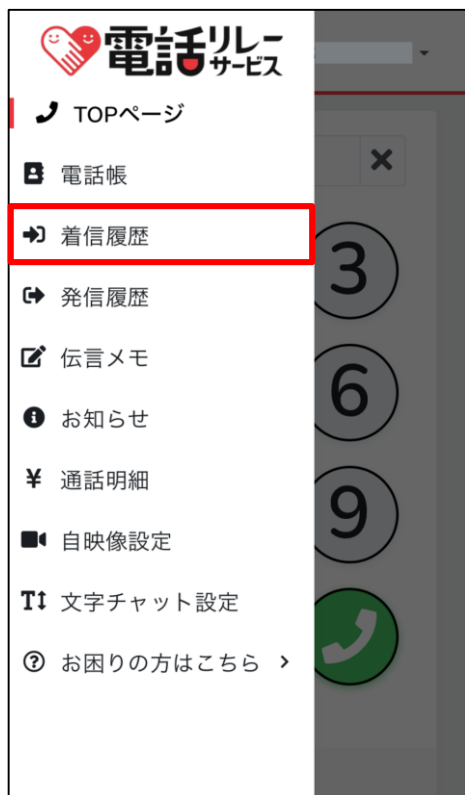 電話リレー
サービス
TOPページ
電話帳
着信履歴
発信履歴
伝言メモ
お知らせ
通話明細
自映像設定
文字チャット設定
お困りの方はこちら
3
6
9